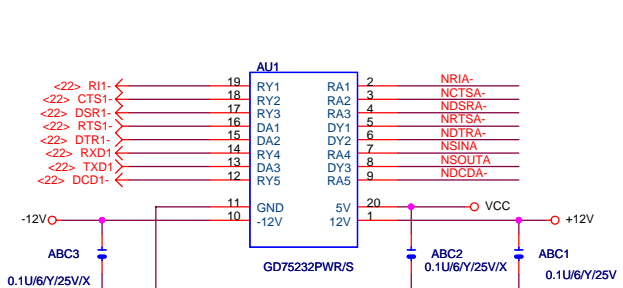 AU1
<22> RI1- 19 RY1 RA1 2 NRIA-
<22> CTS1- 18 RY2 RA2 3 NCTSA-
<22> DSR1- 17 RY3 RA3 4 NDSRA-
<22> RTS1- 16 DA1 DY1 5 NRTSA-
<22> DTR1- 15 DA2 DY2 6 NDTRA-
<22> RXD1 14 RY4 RA4 7 NSINA
<22> TXD1 13 DA3 DY3 8 NSOUTA
<22> DCD1- 12 RY5 RA5 9 NDCDA-
11 GND 5V 20 VCC
-12V 10 -12V 12V 1 +12V
ABC3 ABC2 ABC1
GD75232PWR/S 0.1U/6/Y/25V/X
0.1U/6/Y/25V/X 0.1U/6/Y/25V